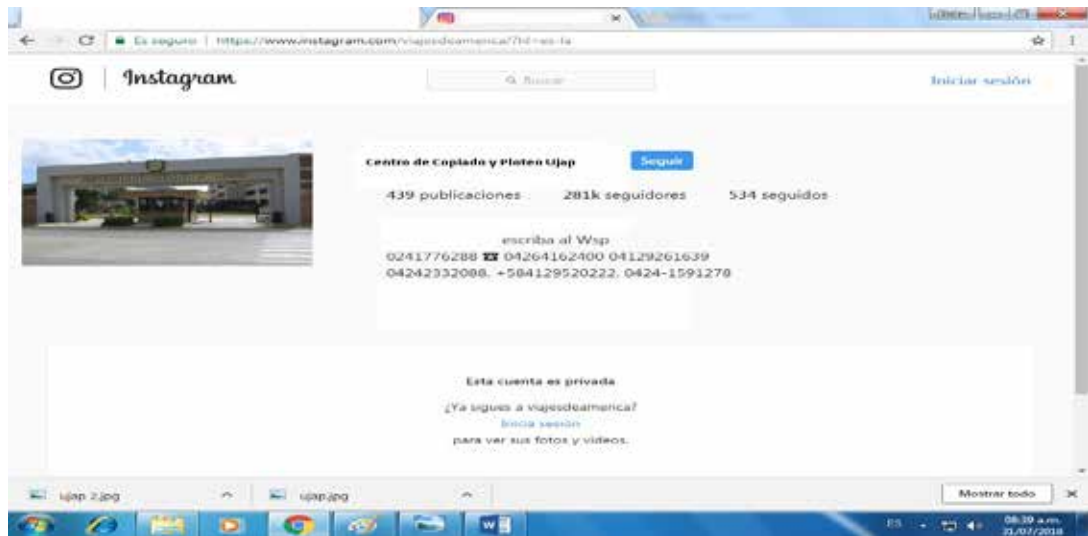 Es seguro | https://www.instagram.com/viajesdeamerica/?hl=es-la
Instagram
Buscar
Iniciar sesión
Centro de Copiado y Ploteo Ujap
Seguir
439 publicaciones 281k seguidores 534 seguidos
escriba al Wsp
0241776288 ☎ 04264162400 04129261639
04242332088. +584129520222. 0424-1591278
Esta cuenta es privada
¿Ya sigues a viajesdeamerica?
Inicia sesión
para ver sus fotos y videos.
ujap 2.jpg
ujap.jpg
Mostrar todo
ES
08:39 a.m.
21/07/2018